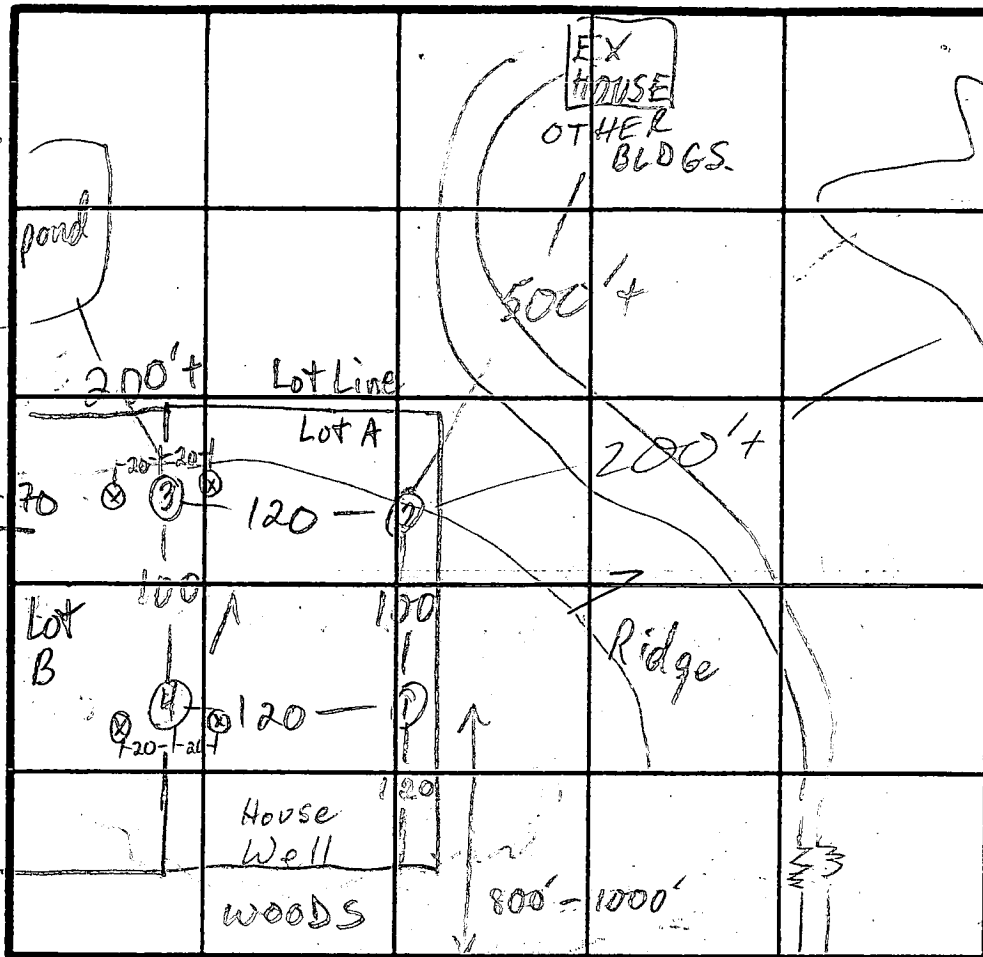 EX
HOUSE
OTHER
BLDGS.
pond
500'+
200'+
Lot Line
Lot A
200'+
20 20
70
X 3 X
120
2
100
100
Lot
B
Ridge
4
120
1
X X
20 20
120
House
Well
WOODS
800'-1000'